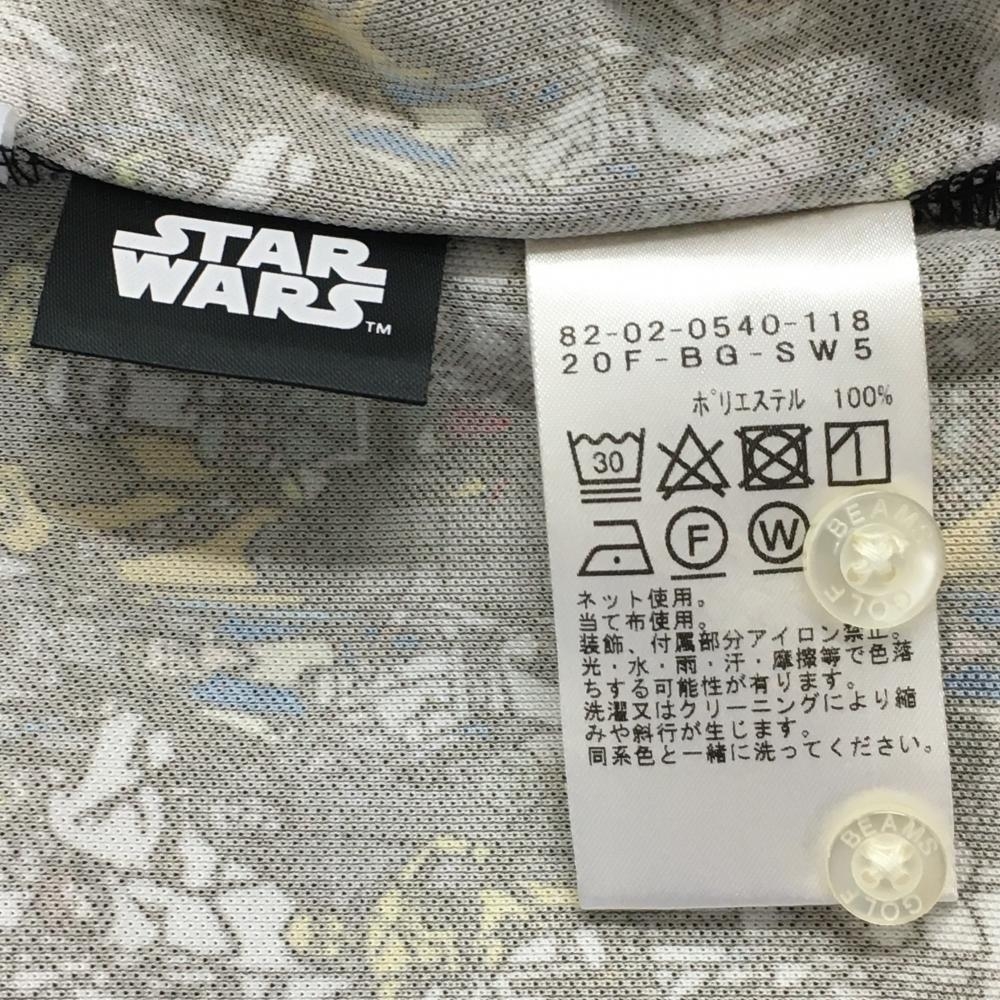 STAR
WARS
TM
82-02-0540-118
20F-BG-SW5
ポリエステル 100%
30
F
W
ネット使用。
当て布使用。
装飾、付属部分アイロン禁止。
光・水・雨・汗・摩擦等で色落
ちする可能性が有ります。
洗濯又はクリーニングにより縮
みや斜行が生じます。
同系色と一緒に洗ってください。
BEAMS
GOLF
BEAMS
GOLF